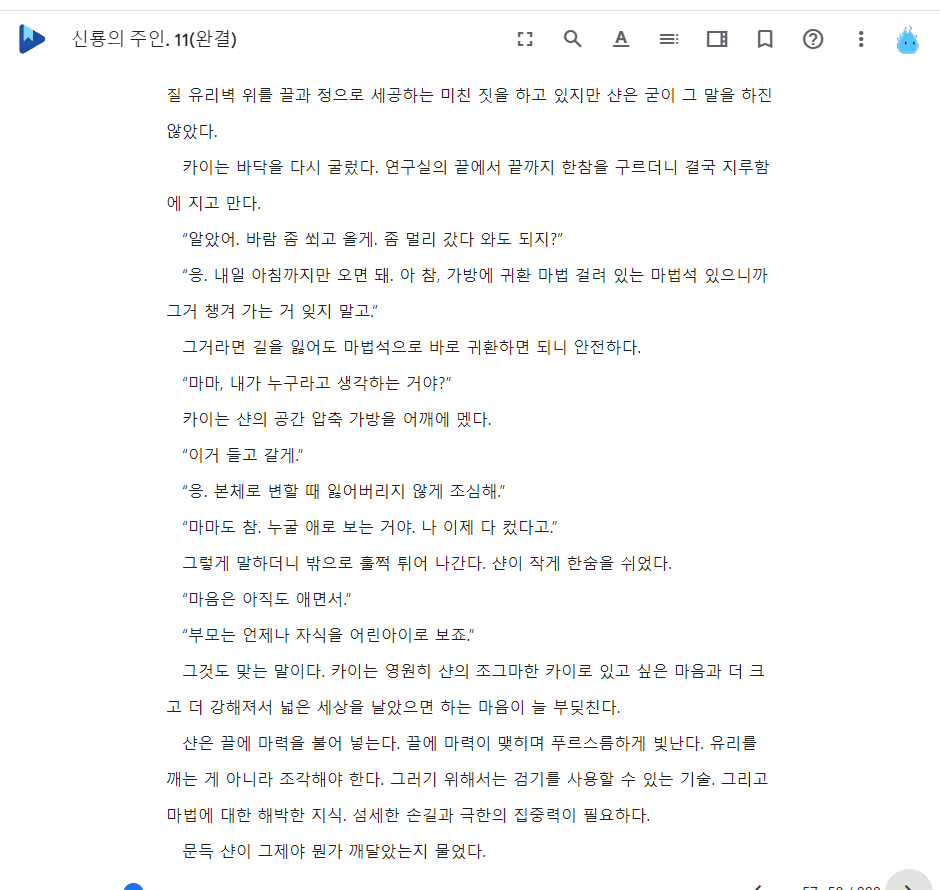 신룡의 주인. 11(완결)
질 유리벽 위를 끌과 정으로 세공하는 미친 짓을 하고 있지만 샨은 굳이 그 말을 하진
않았다.
카이는 바닥을 다시 굴렀다. 연구실의 끝에서 끝까지 한참을 구르더니 결국 지루함
에 지고 만다.
“알았어. 바람 좀 쐬고 올게. 좀 멀리 갔다 와도 되지?”
“응. 내일 아침까지만 오면 돼. 아 참, 가방에 귀환 마법 걸려 있는 마법석 있으니까
그거 챙겨 가는 거 잊지 말고.”
그거라면 길을 잃어도 마법석으로 바로 귀환하면 되니 안전하다.
“마마, 내가 누구라고 생각하는 거야?”
카이는 샨의 공간 압축 가방을 어깨에 멨다.
“이거 들고 갈게.”
“응. 본체로 변할 때 잃어버리지 않게 조심해.”
“마마도 참. 누굴 애로 보는 거야. 나 이제 다 컸다고.”
그렇게 말하더니 밖으로 훌쩍 튀어 나간다. 샨이 작게 한숨을 쉬었다.
“마음은 아직도 애면서.”
“부모는 언제나 자식을 어린아이로 보죠.”
그것도 맞는 말이다. 카이는 영원히 샨의 조그마한 카이로 있고 싶은 마음과 더 크
고 더 강해져서 넓은 세상을 날았으면 하는 마음이 늘 부딪친다.
샨은 끌에 마력을 불어 넣는다. 끌에 마력이 맺히며 푸르스름하게 빛난다. 유리를
깨는 게 아니라 조각해야 한다. 그러기 위해서는 검기를 사용할 수 있는 기술. 그리고
마법에 대한 해박한 지식. 섬세한 손길과 극한의 집중력이 필요하다.
문득 샨이 그제야 뭔가 깨달았는지 물었다.